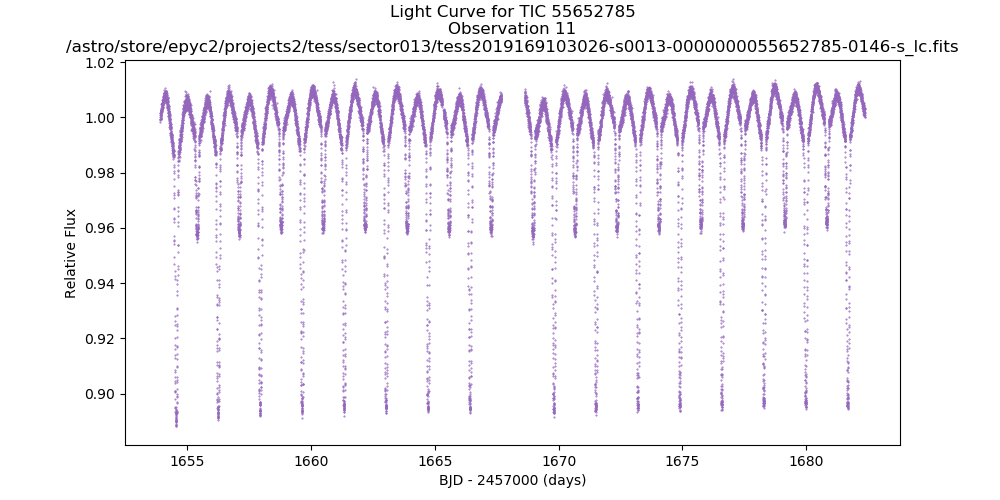 Light Curve for TIC 55652785
Observation 11
/astro/store/epyc2/projects2/tess/sector013/tess2019169103026-s0013-0000000055652785-0146-s_lc.fits
1.02
1.00
0.98
0.96
0.94
0.92
0.90
Relative Flux
1655
1660
1665
1670
1675
1680
BJD - 2457000 (days)